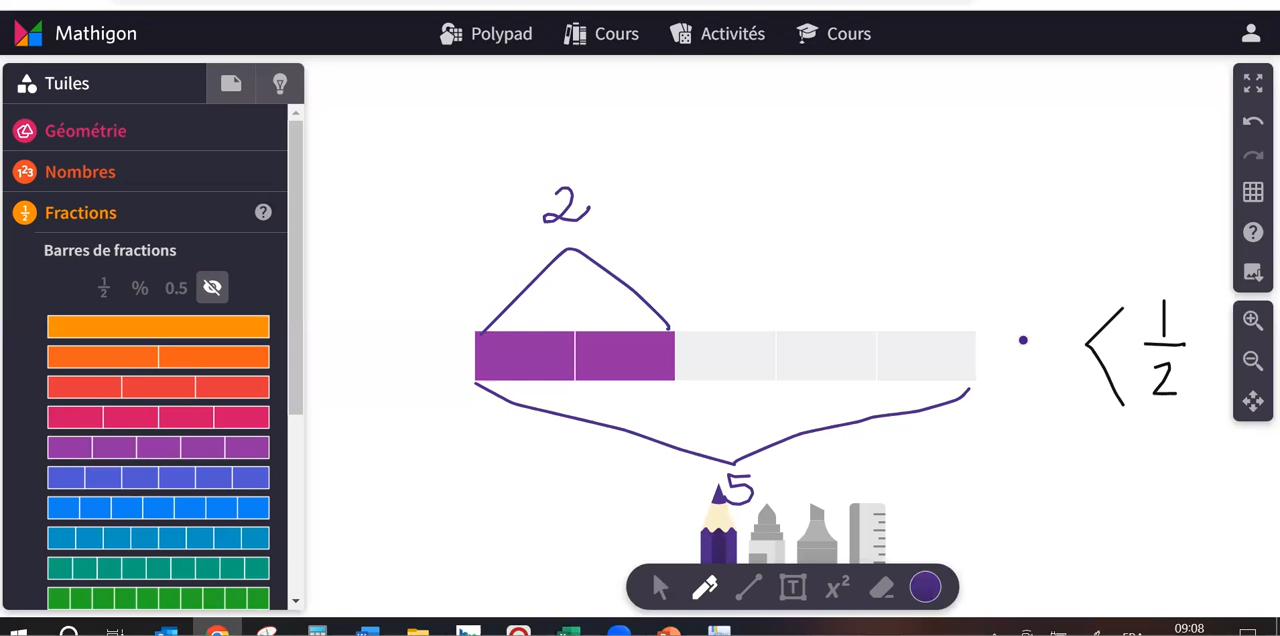 Mathigon
Polypad
Cours
Activités
Cours
Tuiles
Géométrie
Nombres
Fractions
Barres de fractions
1/2 % 0.5
2
5
< 1/2
T
x²
09:08